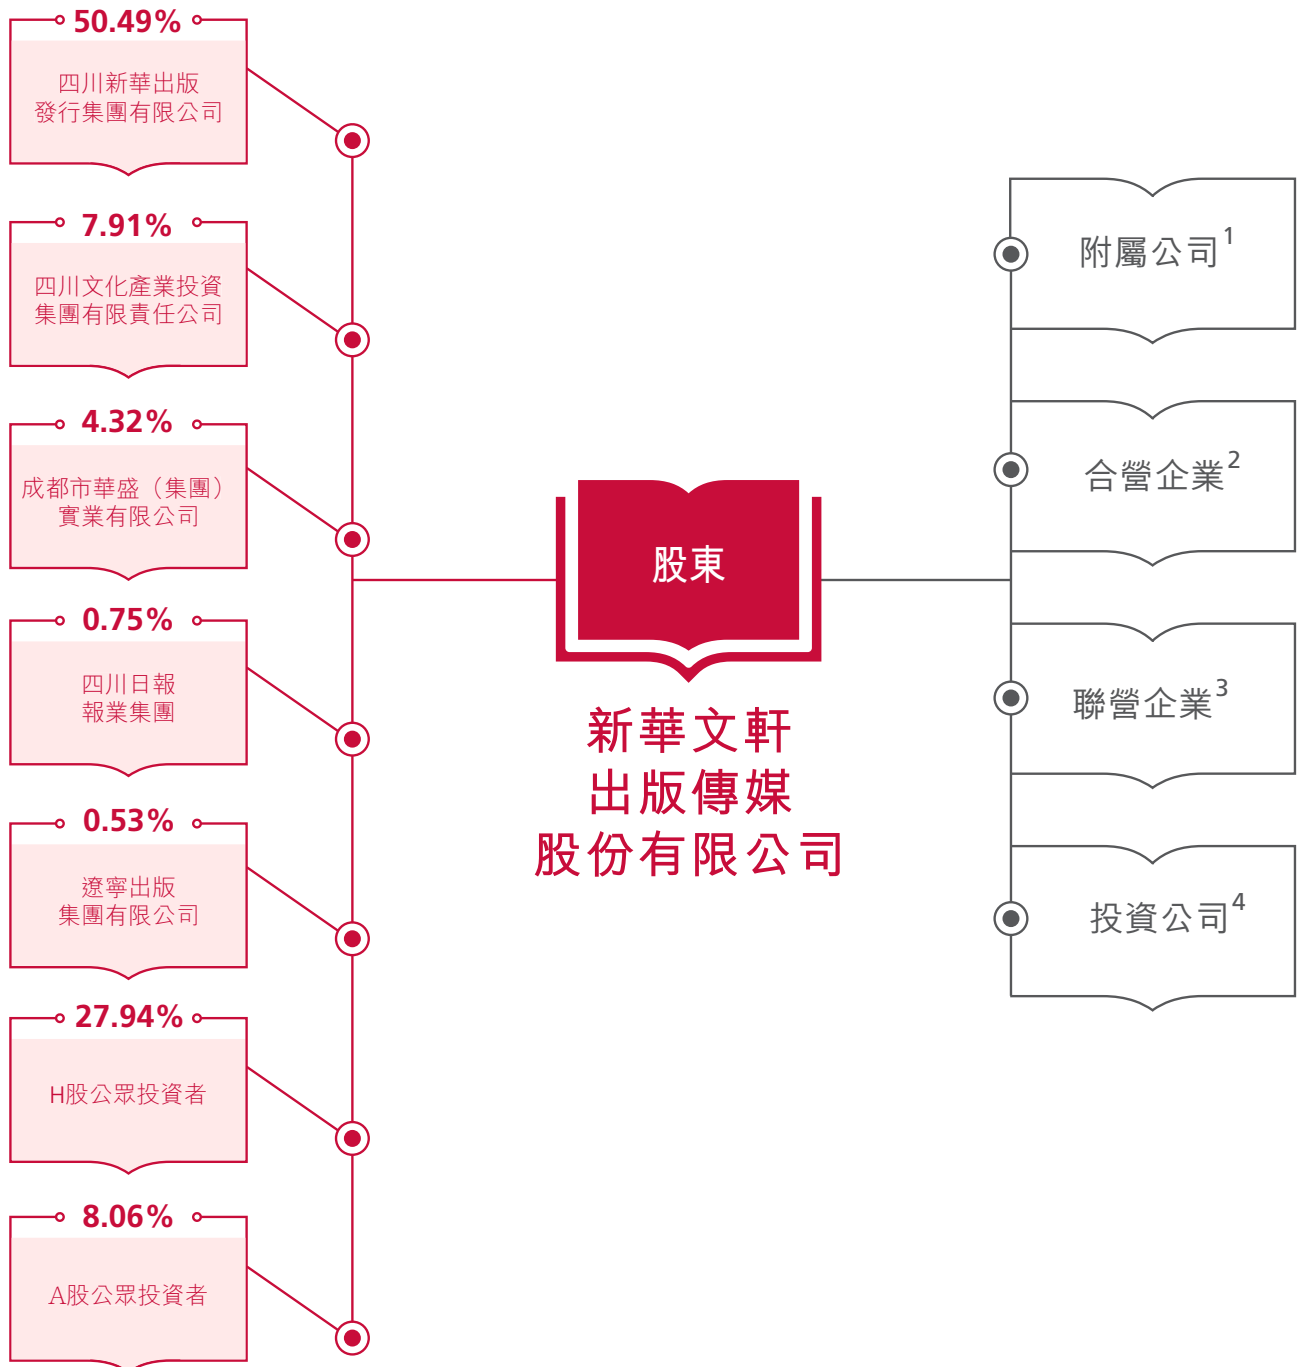 50.49%
四川新華出版
發行集團有限公司
7.91%
四川文化產業投資
集團有限責任公司
4.32%
成都市華盛（集團）
實業有限公司
0.75%
四川日報
報業集團
0.53%
遼寧出版
集團有限公司
27.94%
H股公眾投資者
8.06%
A股公眾投資者
股東
新華文軒
出版傳媒
股份有限公司
附屬公司1
合營企業2
聯營企業3
投資公司4